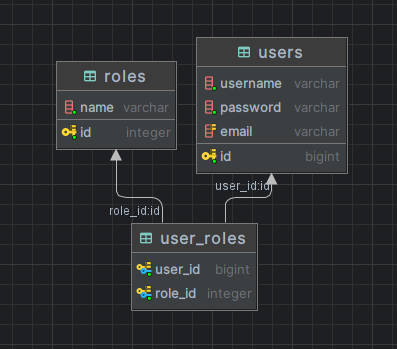 roles
name varchar
id integer
users
username varchar
password varchar
email varchar
id bigint
role_id:id
user_id:id
user_roles
user_id bigint
role_id integer